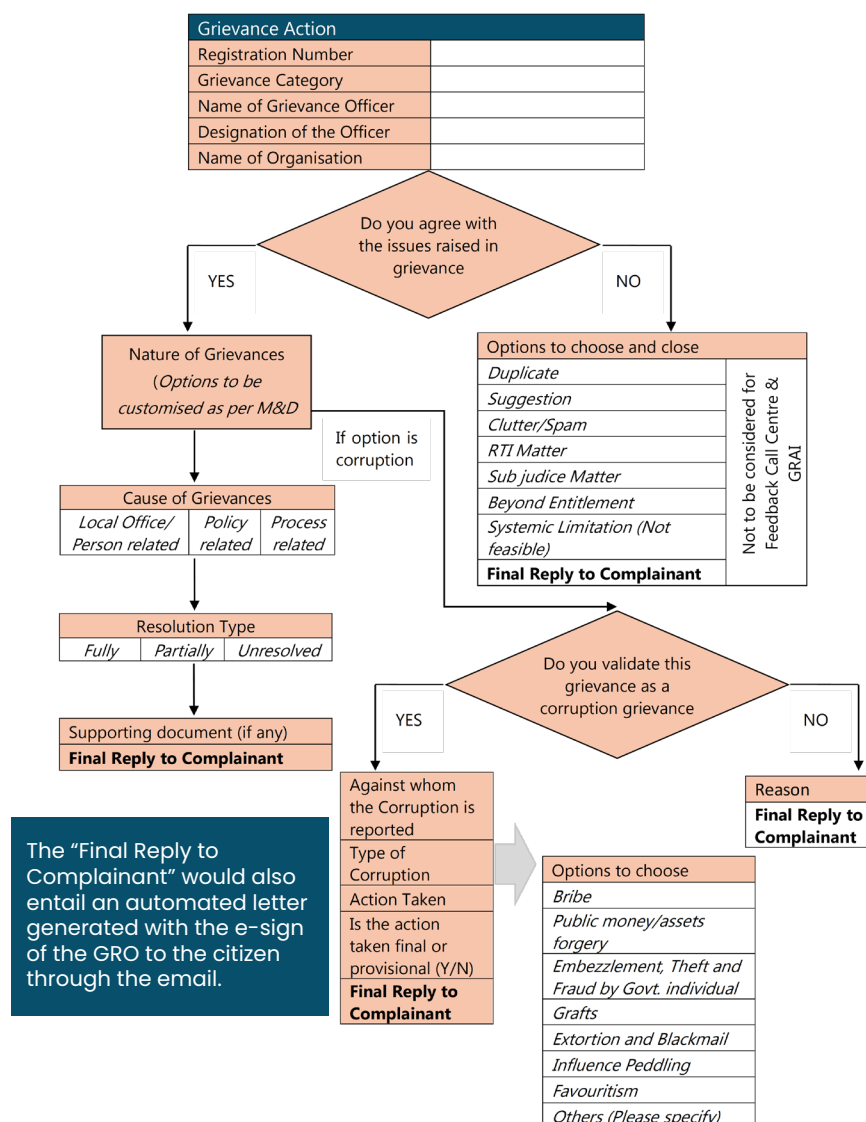 Grievance Action
Registration Number
Grievance Category
Name of Grievance Officer
Designation of the Officer
Name of Organisation
Do you agree with
the issues raised in
grievance
YES
NO
Nature of Grievances
(Options to be
customised as per M&D
If option is
corruption
Cause of Grievances
Local Office/
Person related
Policy
related
Process
related
Resolution Type
Fully
Partially
Unresolved
Supporting document (if any)
Final Reply to Complainant
Options to choose and close
Duplicate
Suggestion
Clutter/Spam
RTI Matter
Sub judice Matter
Beyond Entitlement
Systemic Limitation (Not
feasible)
Final Reply to Complainant
Not to be considered for
Feedback Call Centre &
GRAI
Do you validate this
grievance as a
corruption grievance
YES
NO
Against whom
the Corruption is
reported
Type of
Corruption
Action Taken
Is the action
taken final or
provisional (Y/N)
Final Reply to
Complainant
Reason
Final Reply to
Complainant
Options to choose
Bribe
Public money/assets
forgery
Embezzlement, Theft and
Fraud by Govt. individual
Grafts
Extortion and Blackmail
Influence Peddling
Favouritism
Others (Please specify)
The “Final Reply to
Complainant” would also
entail an automated letter
generated with the e-sign
of the GRO to the citizen
through the email.